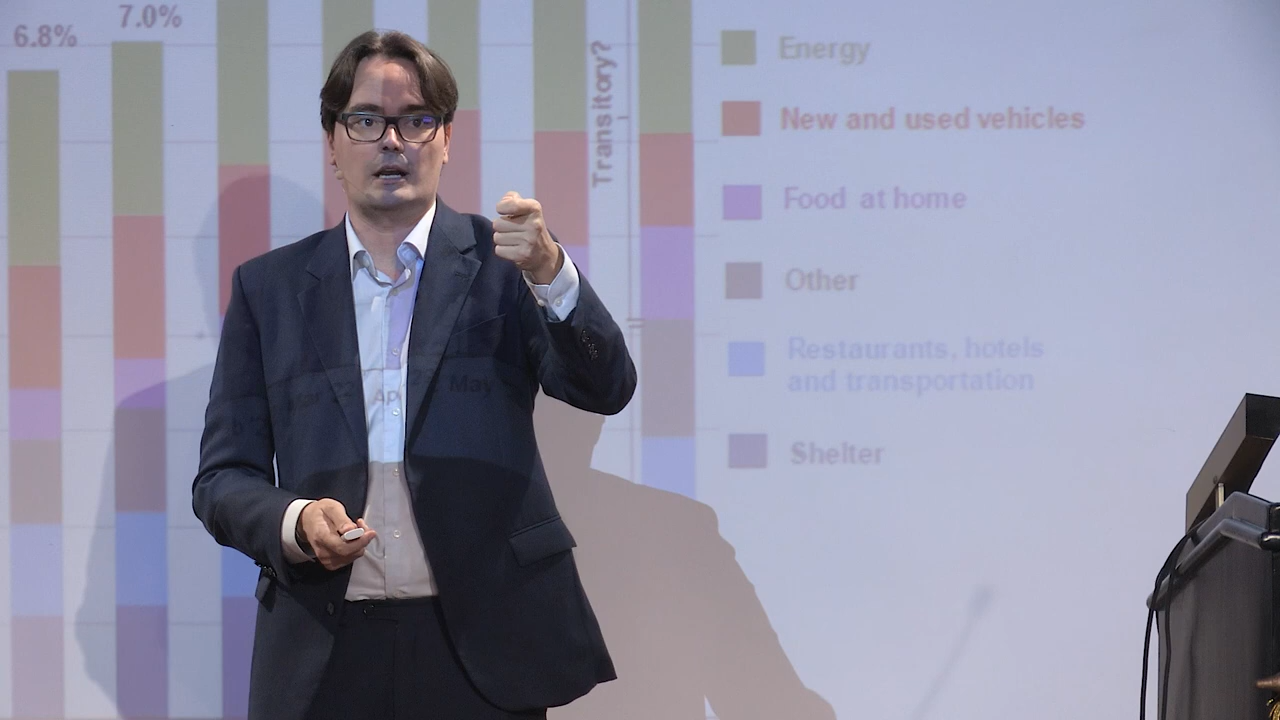 6.8%
7.0%
Transitory?
Energy
New and used vehicles
Food at home
Other
Restaurants, hotels
and transportation
Shelter
May